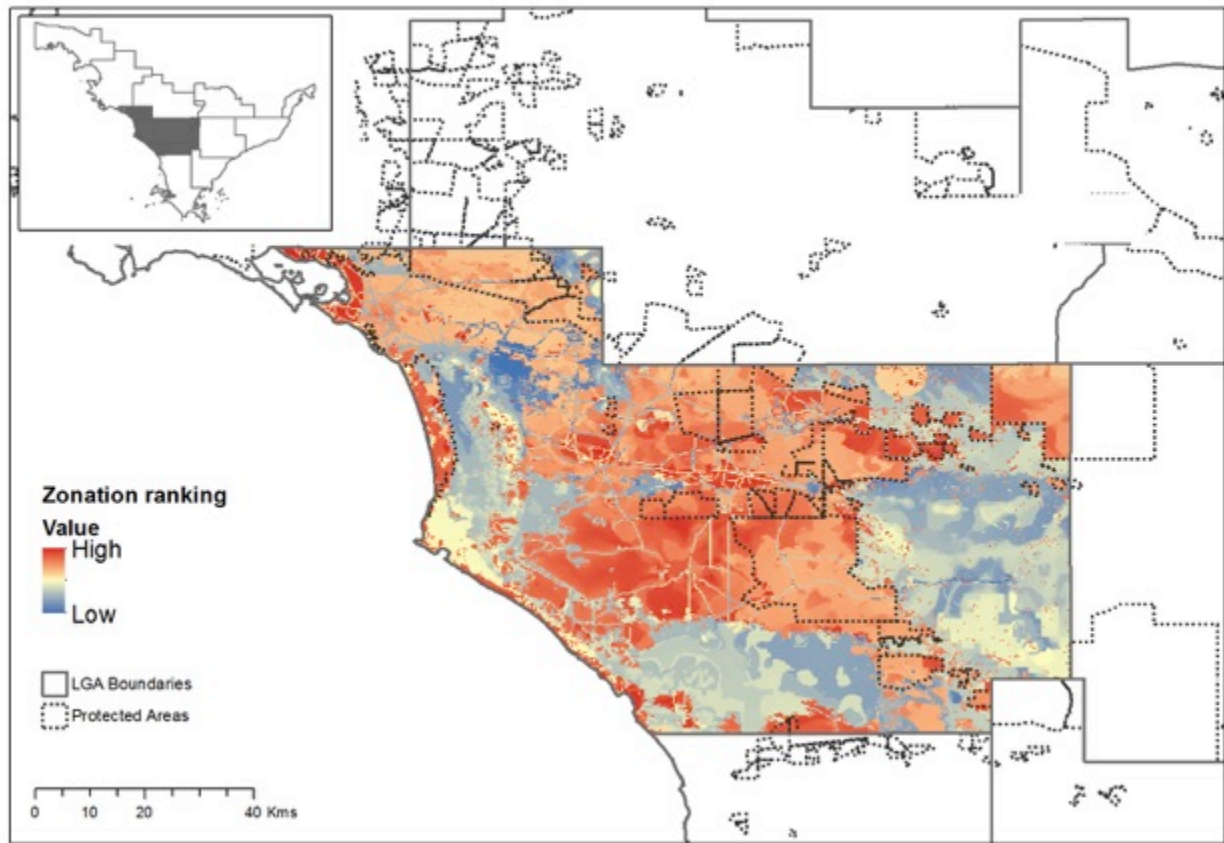 Zonation ranking
Value
High
Low
LGA Boundaries
Protected Areas
0 10 20 40 Kms